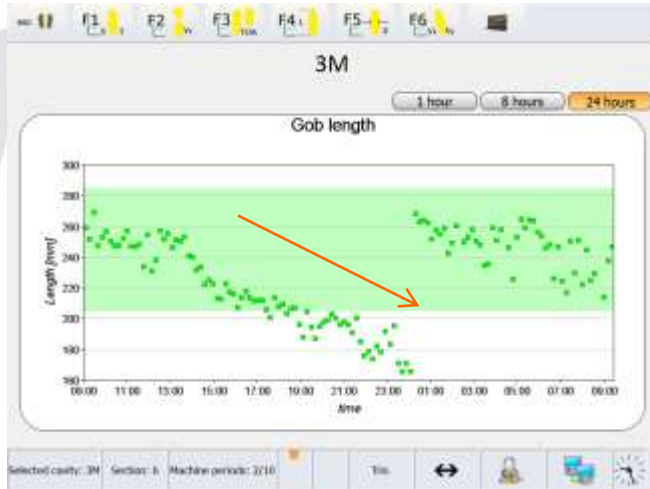 F1 F2 F3 F4 F5 F6
3M
1 hour 8 hours 24 hours
Gob length
300
280
260
240
220
200
180
160
Length [mm]
09:00 11:00 13:00 15:00 17:00 19:00 21:00 23:00 01:00 03:00 05:00 07:00 09:00
time
Selected cavity: 3M Section: 6 Machine periods: 2/10